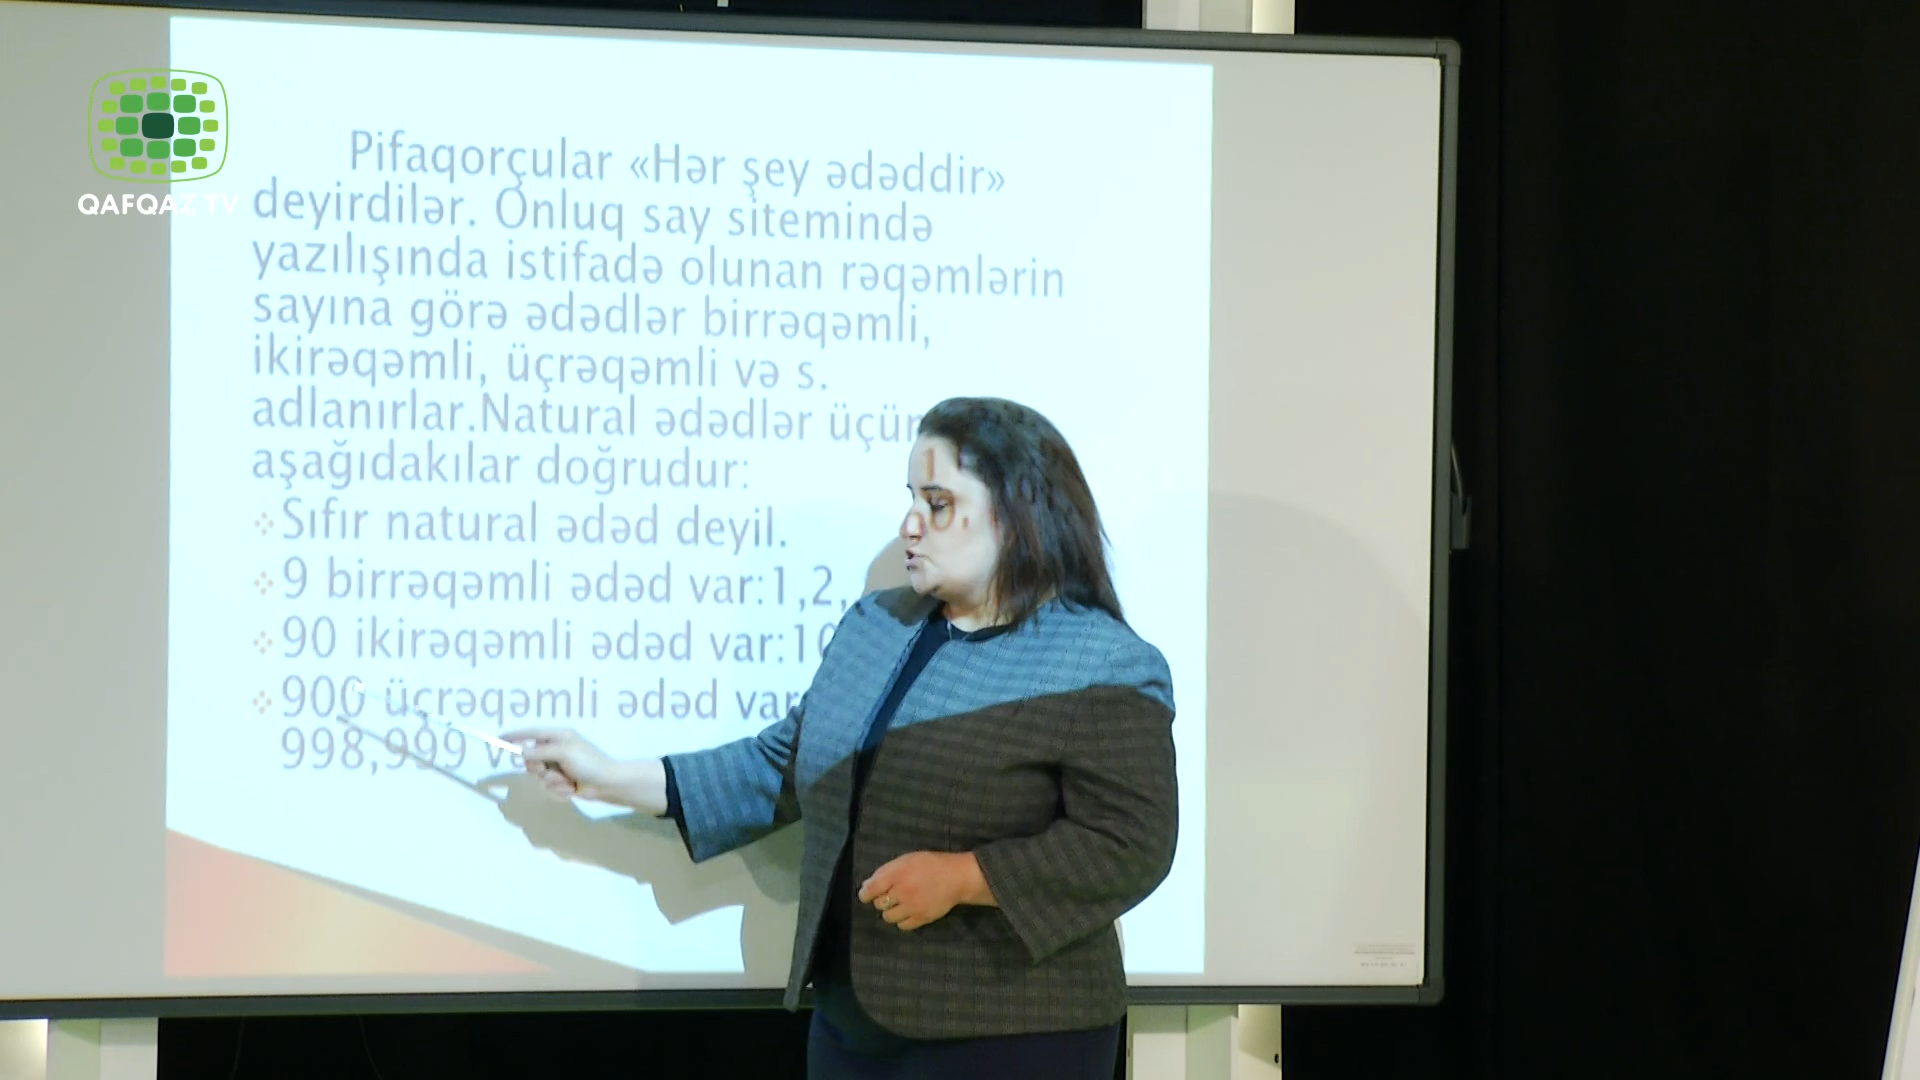 QAFQAZ TV
Pifaqorçular «Hər şey ədəddir»
deyirdilər. Onluq say sitemində
yazılışında istifadə olunan rəqəmlərin
sayına görə ədədlər birrəqəmli,
ikirəqəmli, üçrəqəmli və s.
adlanırlar.Natural ədədlər üçün
aşağıdakılar doğrudur:
Sıfır natural ədəd deyil.
9 birrəqəmli ədəd var:1,2,
90 ikirəqəmli ədəd var:10
900 üçrəqəmli ədəd var
998,999 və